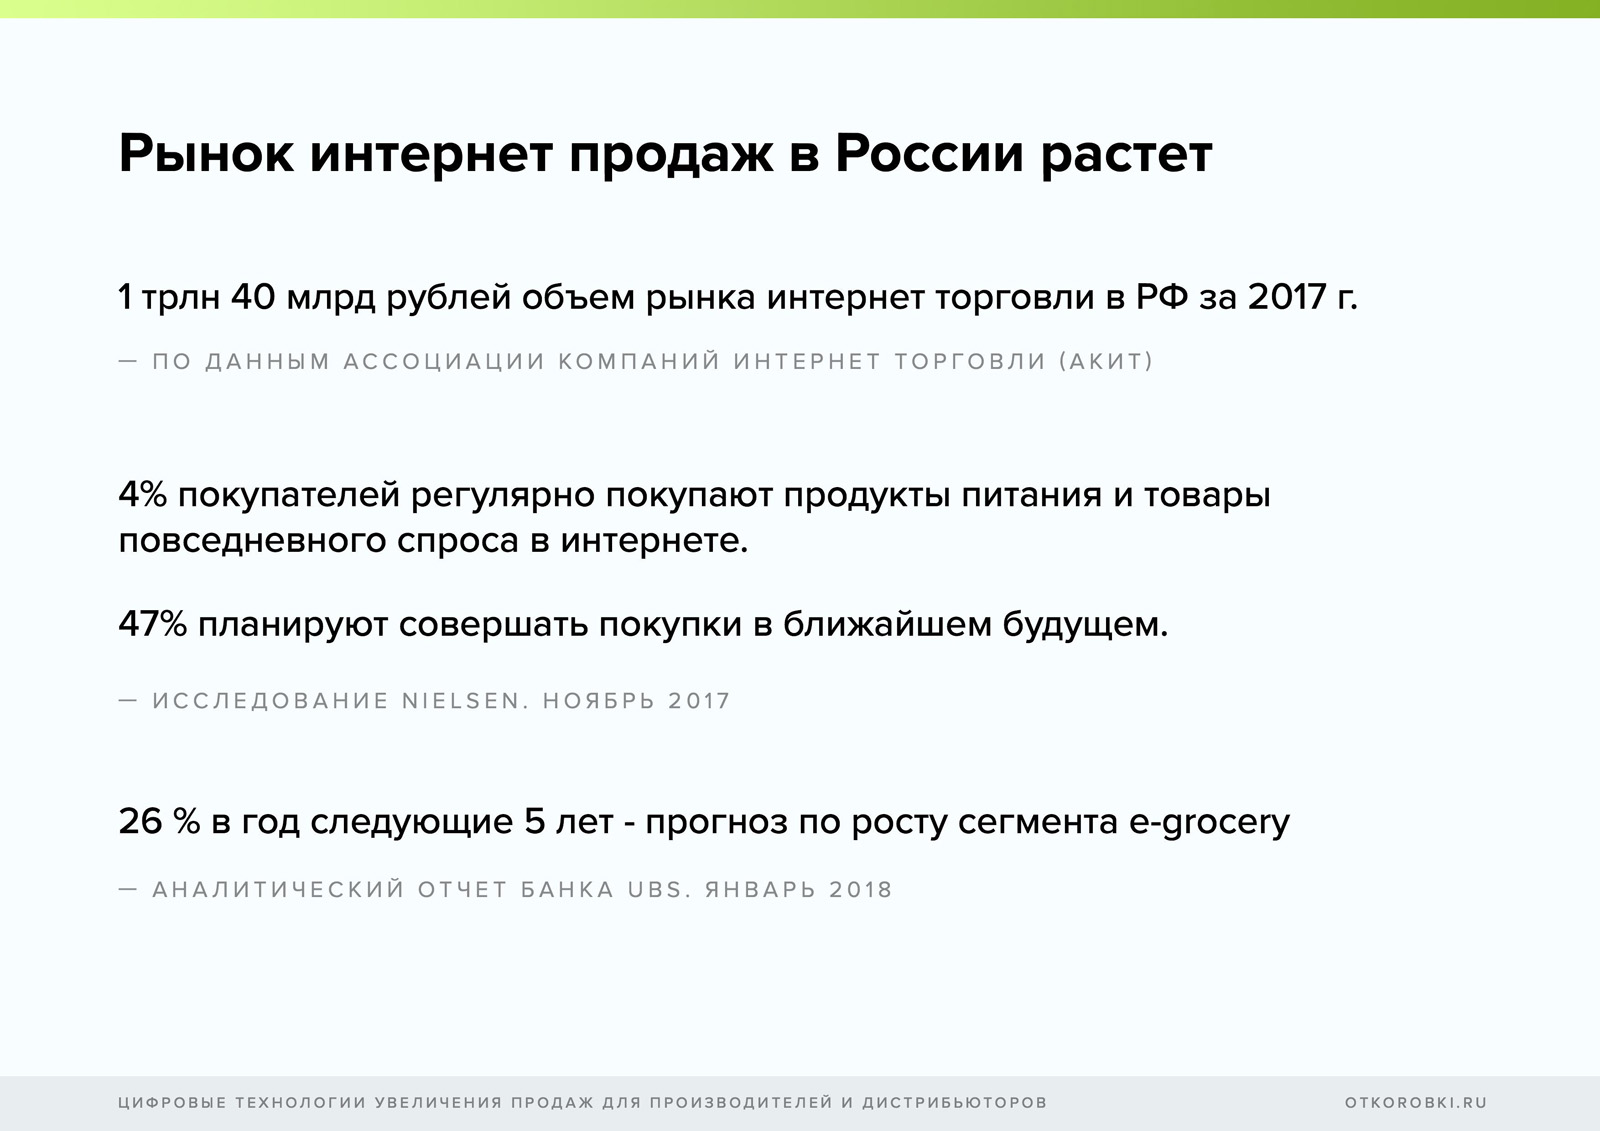 Рынок интернет продаж в России растет
1 трлн 40 млрд рублей объем рынка интернет торговли в РФ за 2017 г.
— ПО ДАННЫМ АССОЦИАЦИИ КОМПАНИЙ ИНТЕРНЕТ ТОРГОВЛИ (АКИТ)
4% покупателей регулярно покупают продукты питания и товары
повседневного спроса в интернете.
47% планируют совершать покупки в ближайшем будущем.
— ИССЛЕДОВАНИЕ NIELSEN. НОЯБРЬ 2017
26 % в год следующие 5 лет - прогноз по росту сегмента e-grocery
— АНАЛИТИЧЕСКИЙ ОТЧЕТ БАНКА UBS. ЯНВАРЬ 2018
ЦИФРОВЫЕ ТЕХНОЛОГИИ УВЕЛИЧЕНИЯ ПРОДАЖ ДЛЯ ПРОИЗВОДИТЕЛЕЙ И ДИСТРИБЬЮТОРОВ
OTKOROBKI.RU